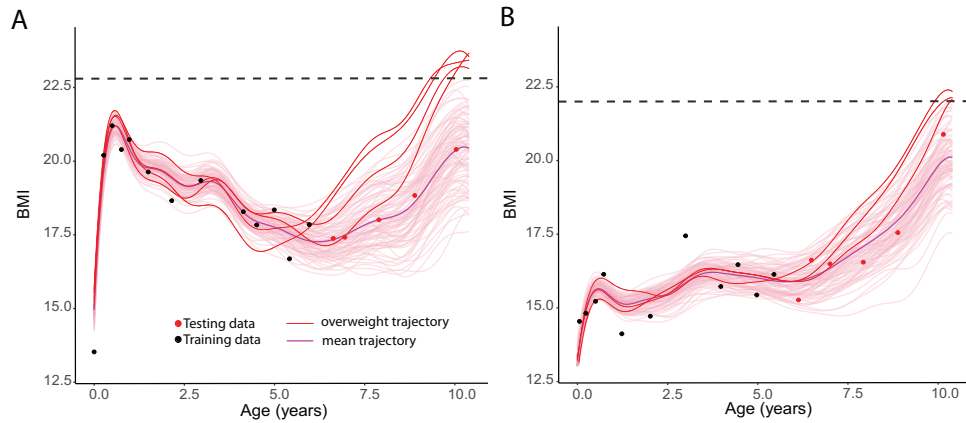 A
B
BMI
22.5
20.0
17.5
15.0
12.5
Testing data
Training data
overweight trajectory
mean trajectory
0.0 2.5 5.0 7.5 10.0
Age (years)
BMI
22.5
20.0
17.5
15.0
12.5
0.0 2.5 5.0 7.5 10.0
Age (years)